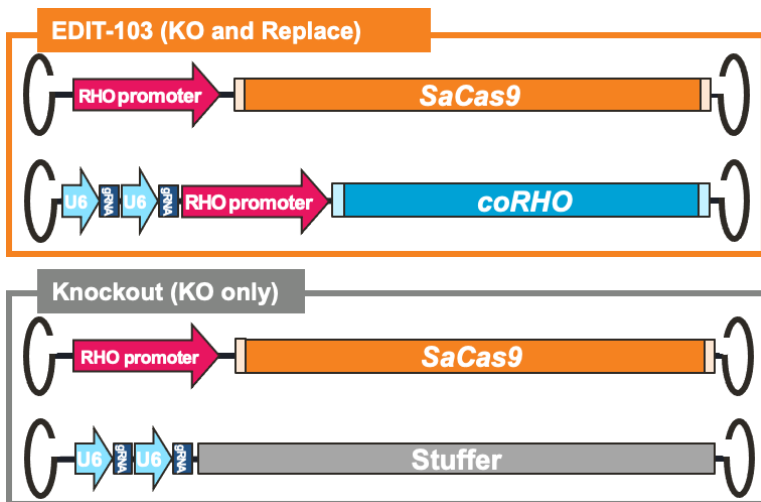 EDIT-103 (KO and Replace)
RHO promoter SaCas9
U6 gRNA U6 gRNA RHO promoter coRHO
Knockout (KO only)
RHO promoter SaCas9
U6 gRNA U6 gRNA Stuffer